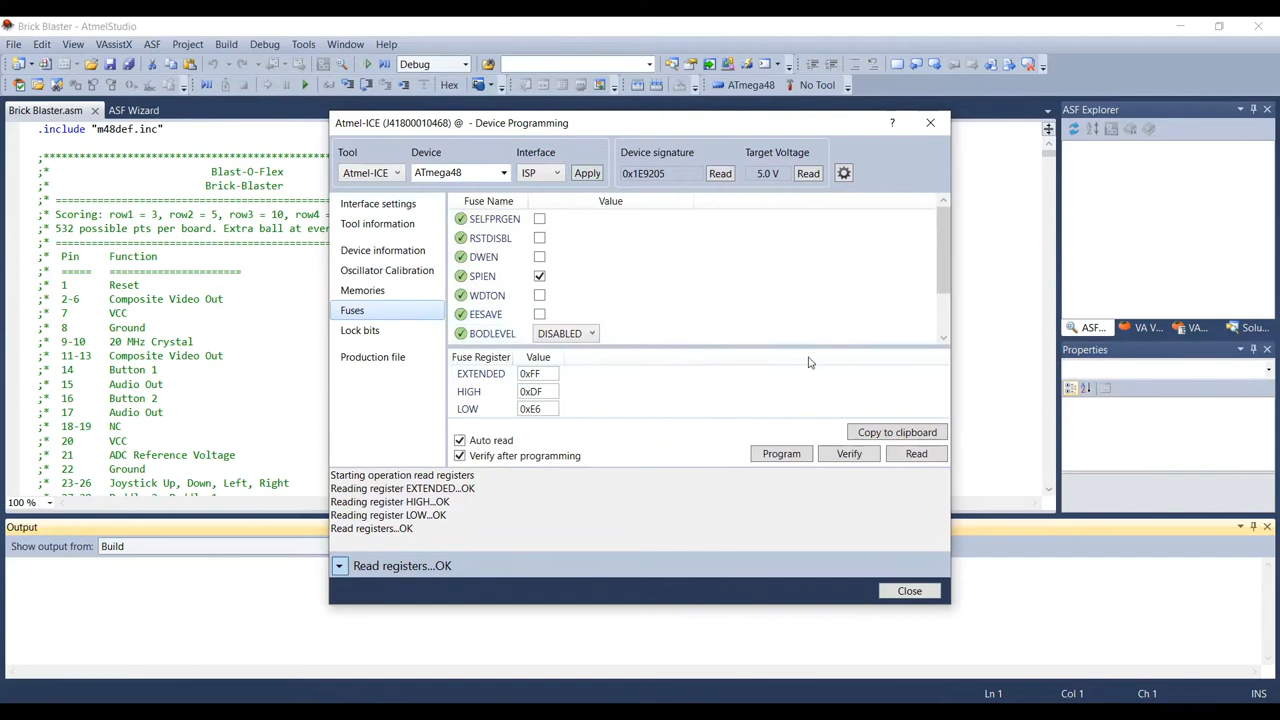 Brick Blaster - AtmelStudio
File Edit View VAssistX ASF Project Build Debug Tools Window Help
Debug
Hex ATmega48 No Tool
Brick Blaster.asm ASF Wizard
.include "m48def.inc"
;*******************************************
;* Blast-O-Flex
;* Brick-Blaster
;* ===========================================
;* Scoring: row1 = 3, row2 = 5, row3 = 10, row4 =
;* 532 possible pts per board. Extra ball at ever
;* ===========================================
;* Pin Function
;* ===== ======================
;* 1 Reset
;* 2-6 Composite Video Out
;* 7 VCC
;* 8 Ground
;* 9-10 20 MHz Crystal
;* 11-13 Composite Video Out
;* 14 Button 1
;* 15 Audio Out
;* 16 Button 2
;* 17 Audio Out
;* 18-19 NC
;* 20 VCC
;* 21 ADC Reference Voltage
;* 22 Ground
;* 23-26 Joystick Up, Down, Left, Right
100 %
Atmel-ICE (J41800010468) @ - Device Programming
?
Tool Device Interface Device signature Target Voltage
Atmel-ICE ATmega48 ISP Apply 0x1E9205 Read 5.0 V Read
Interface settings
Tool information
Device information
Oscillator Calibration
Memories
Fuses
Lock bits
Production file
Fuse Name Value
SELFPRGEN
RSTDISBL
DWEN
SPIEN
WDTON
EESAVE
BODLEVEL DISABLED
Fuse Register Value
EXTENDED 0xFF
HIGH 0xDF
LOW 0xE6
Copy to clipboard
Auto read
Verify after programming
Program Verify Read
Starting operation read registers
Reading register EXTENDED...OK
Reading register HIGH...OK
Reading register LOW...OK
Read registers...OK
Read registers...OK
Close
ASF Explorer
ASF... VA V... VA... Solu...
Properties
Output
Show output from: Build
Ln 1 Col 1 Ch 1 INS